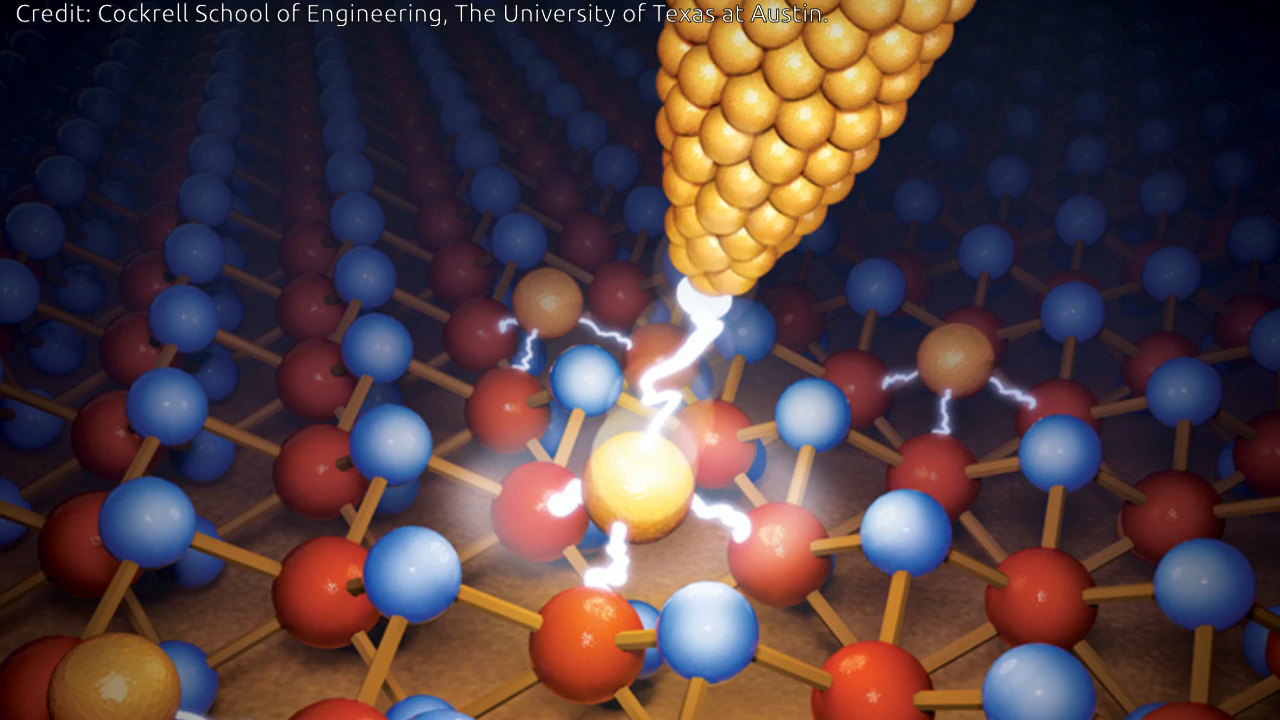 Credit: Cockrell School of Engineering, The University of Texas at Austin.